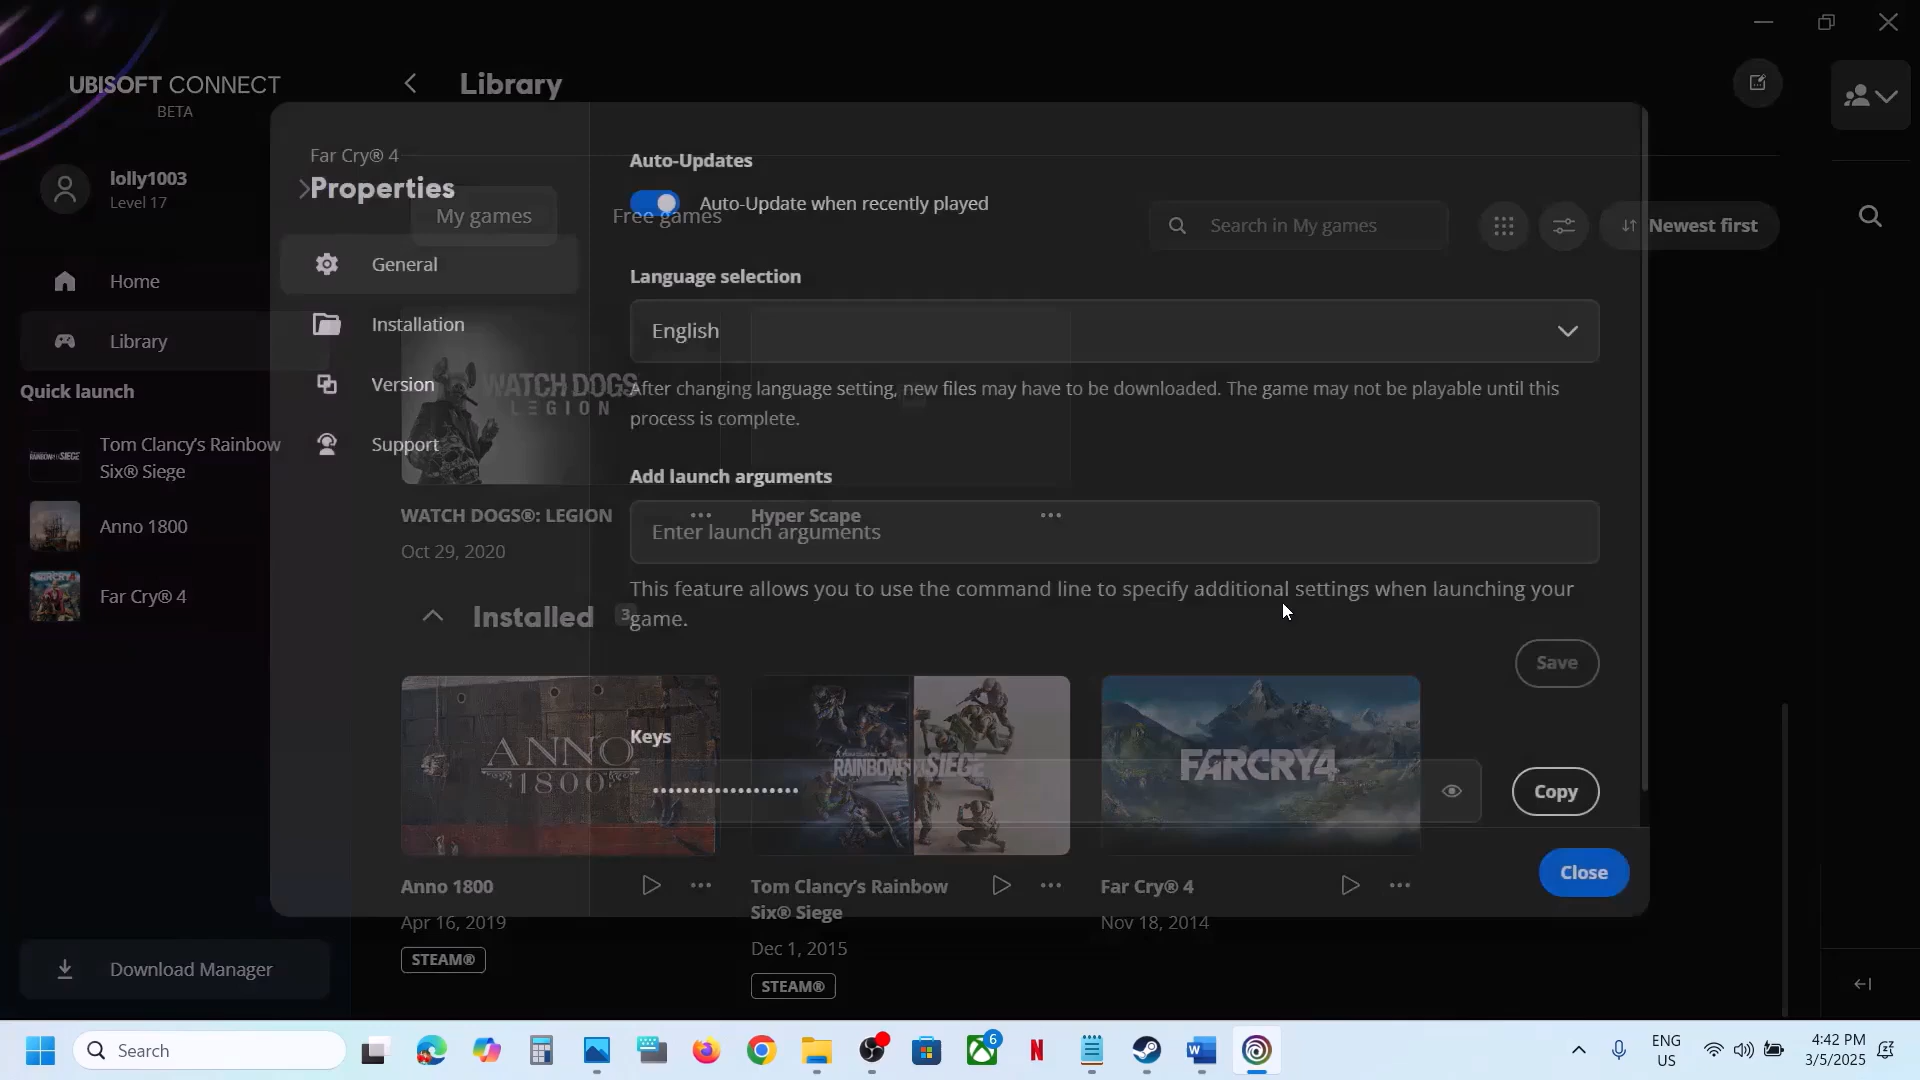 UBISOFT CONNECT
BETA
Library
lolly1003
Level 17
Home
Library
Quick launch
Tom Clancy's Rainbow
Six® Siege
Anno 1800
Far Cry® 4
Download Manager
Far Cry® 4
Properties
General
Installation
Version
Support
My games
Free games
Search in My games
Newest first
Auto-Updates
Auto-Update when recently played
Language selection
English
After changing language setting, new files may have to be downloaded. The game may not be playable until this
process is complete.
Add launch arguments
Enter launch arguments
This feature allows you to use the command line to specify additional settings when launching your
game.
Save
Keys
•••••••••••••••••••
Copy
Close
WATCH DOGS
LEGION
WATCH DOGS®: LEGION
Oct 29, 2020
Hyper Scape
Installed 3
ANNO
1800
RAINBOW SIEGE
FARCRY4
Anno 1800
Apr 16, 2019
STEAM®
Tom Clancy's Rainbow
Six® Siege
Dec 1, 2015
STEAM®
Far Cry® 4
Nov 18, 2014
Search
6
ENG
US
4:42 PM
3/5/2025